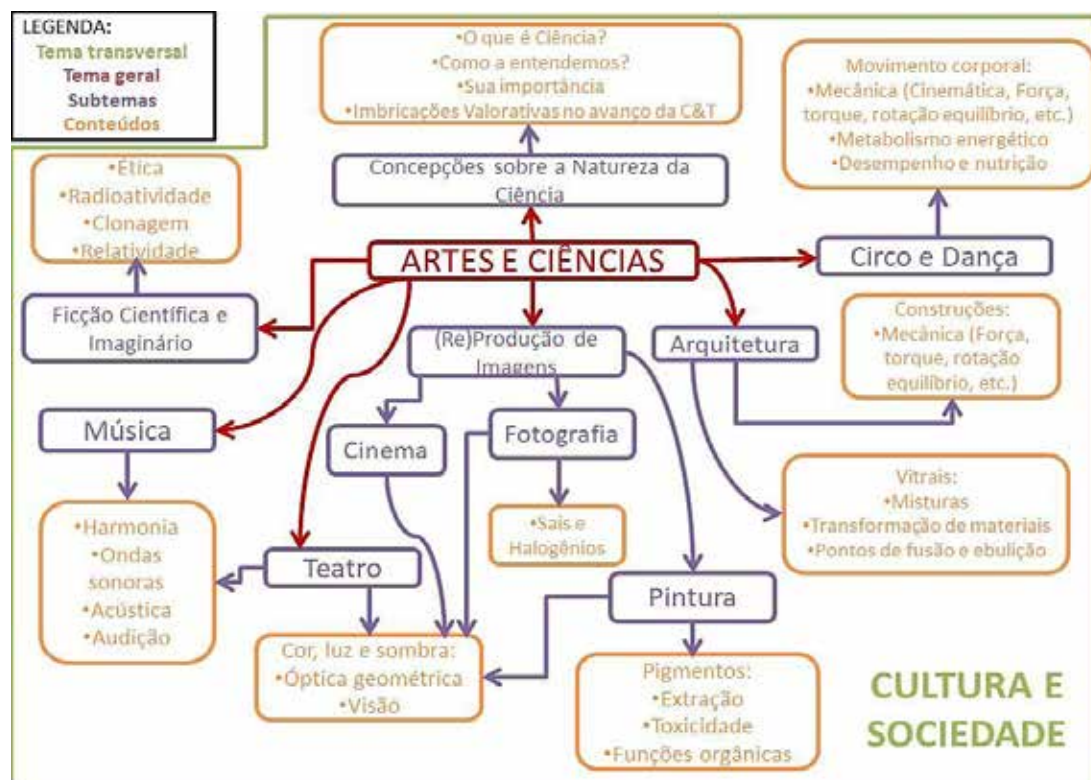 LEGENDA:
Tema transversal
Tema geral
Subtemas
Conteúdos
•O que é Ciência?
•Como a entendemos?
•Sua importância
•Imbricações Valorativas no avanço da C&T
Movimento corporal:
•Mecânica (Cinemática, Força,
torque, rotação equilíbrio, etc.)
•Metabolismo energético
•Desempenho e nutrição
•Ética
•Radioatividade
•Clonagem
•Relatividade
Concepções sobre a Natureza da
Ciência
ARTES E CIÊNCIAS
Circo e Dança
Ficção Científica e
Imaginário
(Re)Produção de
Imagens
Arquitetura
Construções:
•Mecânica (Força,
torque, rotação
equilíbrio, etc.)
Música
Cinema
Fotografia
Vitrais:
•Misturas
•Transformação de materiais
•Pontos de fusão e ebulição
•Harmonia
•Ondas
sonoras
•Acústica
•Audição
•Sais e
Halogênios
Teatro
Pintura
Cor, luz e sombra:
•Óptica geométrica
•Visão
Pigmentos:
•Extração
•Toxicidade
•Funções orgânicas
CULTURA E
SOCIEDADE